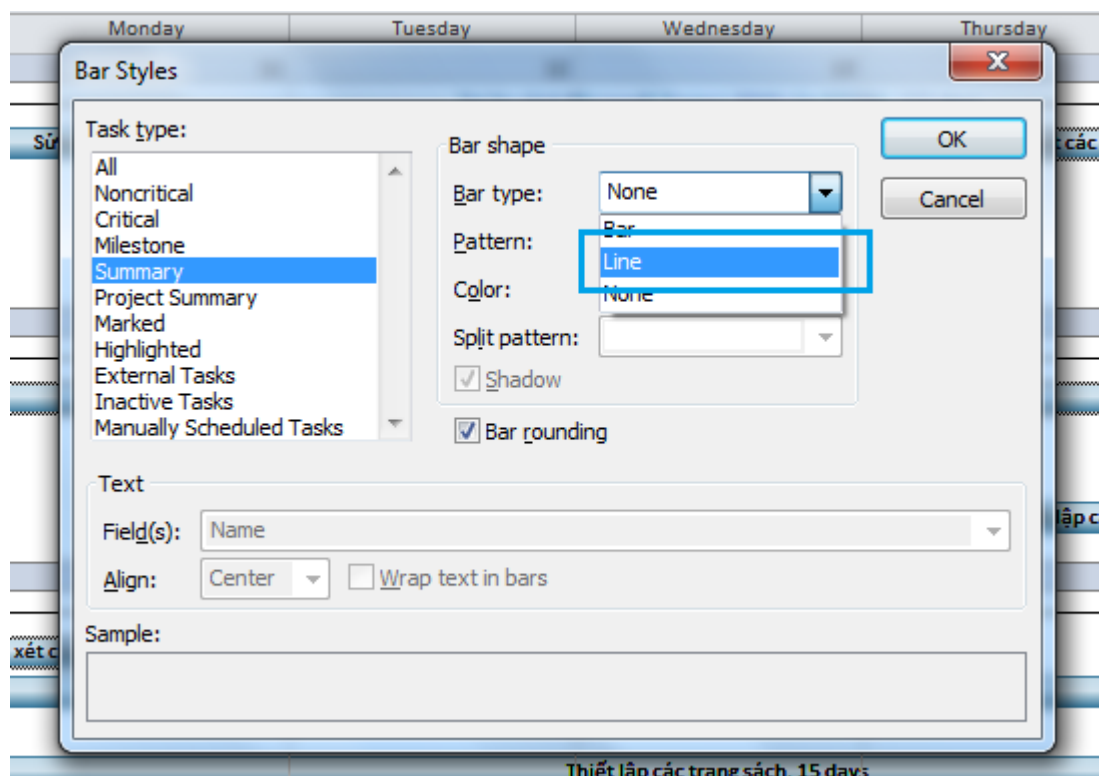 Monday Tuesday Wednesday Thursday
Bar Styles
Task type:
All
Noncritical
Critical
Milestone
Summary
Project Summary
Marked
Highlighted
External Tasks
Inactive Tasks
Manually Scheduled Tasks
Bar shape
Bar type: None
Bar
Line
None
Pattern:
Color:
Split pattern:
Shadow
Bar rounding
OK
Cancel
Text
Field(s): Name
Align: Center Wrap text in bars
Sample:
Sử
các
lập c
xét c
Thiết lập các trang sách, 15 days